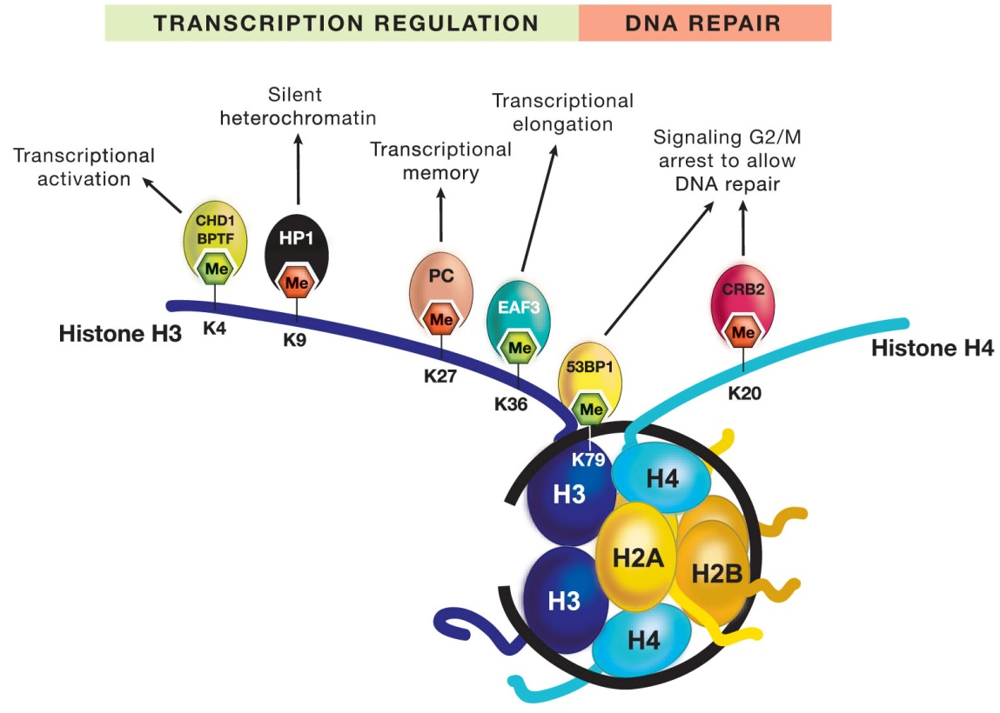 TRANSCRIPTION REGULATION
DNA REPAIR
Silent
heterochromatin
Transcriptional
elongation
Transcriptional
activation
Transcriptional
memory
Signaling G2/M
arrest to allow
DNA repair
CHD1
BPTF
Me
HP1
Me
PC
Me
EAF3
Me
53BP1
Me
CRB2
Me
Histone H3
K4
K9
K27
K36
K79
K20
Histone H4
H3
H4
H2A
H2B
H3
H4